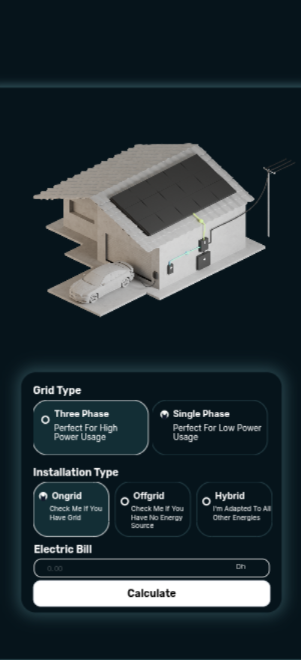 Grid Type
Three Phase
Perfect For High
Power Usage
Single Phase
Perfect For Low Power
Usage
Installation Type
Ongrid
Check Me If You
Have Grid
Offgrid
Check Me If You
Have No Energy
Source
Hybrid
I'm Adapted To All
Other Energies
Electric Bill
0.00
Dh
Calculate